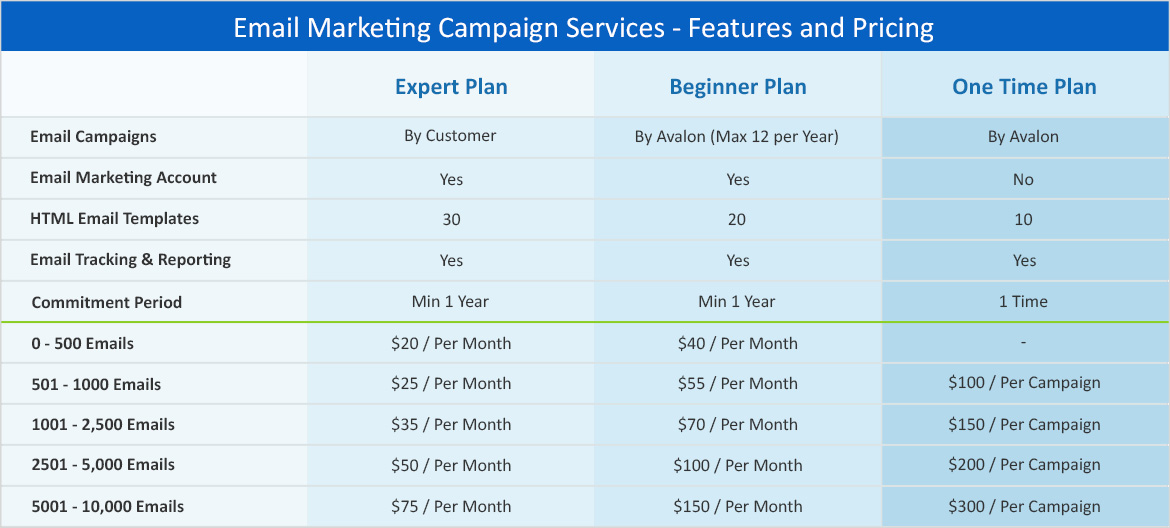 Email Marketing Campaign Services - Features and Pricing
Expert Plan Beginner Plan One Time Plan
Email Campaigns By Customer By Avalon (Max 12 per Year) By Avalon
Email Marketing Account Yes Yes No
HTML Email Templates 30 20 10
Email Tracking & Reporting Yes Yes Yes
Commitment Period Min 1 Year Min 1 Year 1 Time
0 - 500 Emails $20 / Per Month $40 / Per Month -
501 - 1000 Emails $25 / Per Month $55 / Per Month $100 / Per Campaign
1001 - 2,500 Emails $35 / Per Month $70 / Per Month $150 / Per Campaign
2501 - 5,000 Emails $50 / Per Month $100 / Per Month $200 / Per Campaign
5001 - 10,000 Emails $75 / Per Month $150 / Per Month $300 / Per Campaign